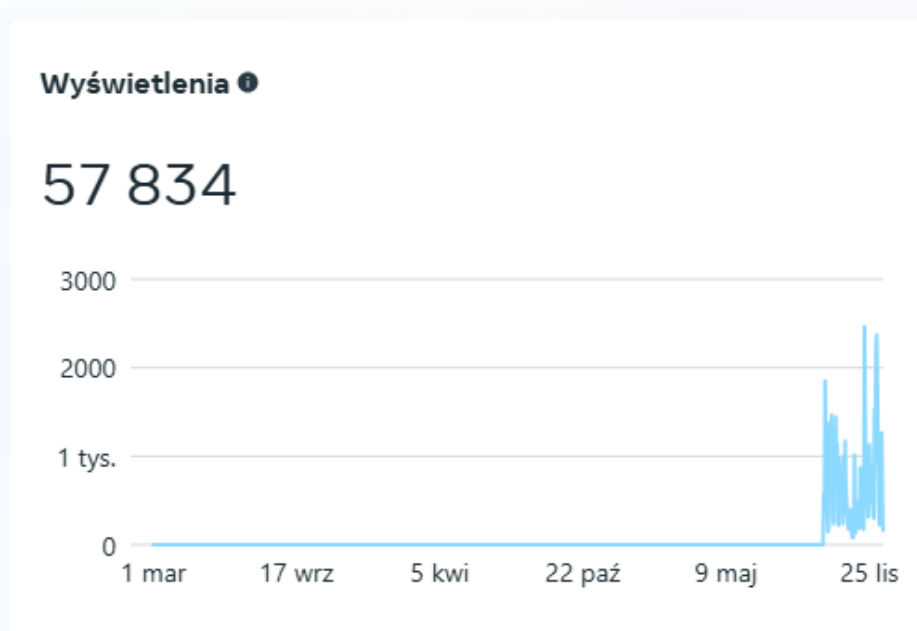 Wyświetlenia
57 834
3000
2000
1 tys.
0
1 mar 17 wrz 5 kwi 22 paź 9 maj 25 lis